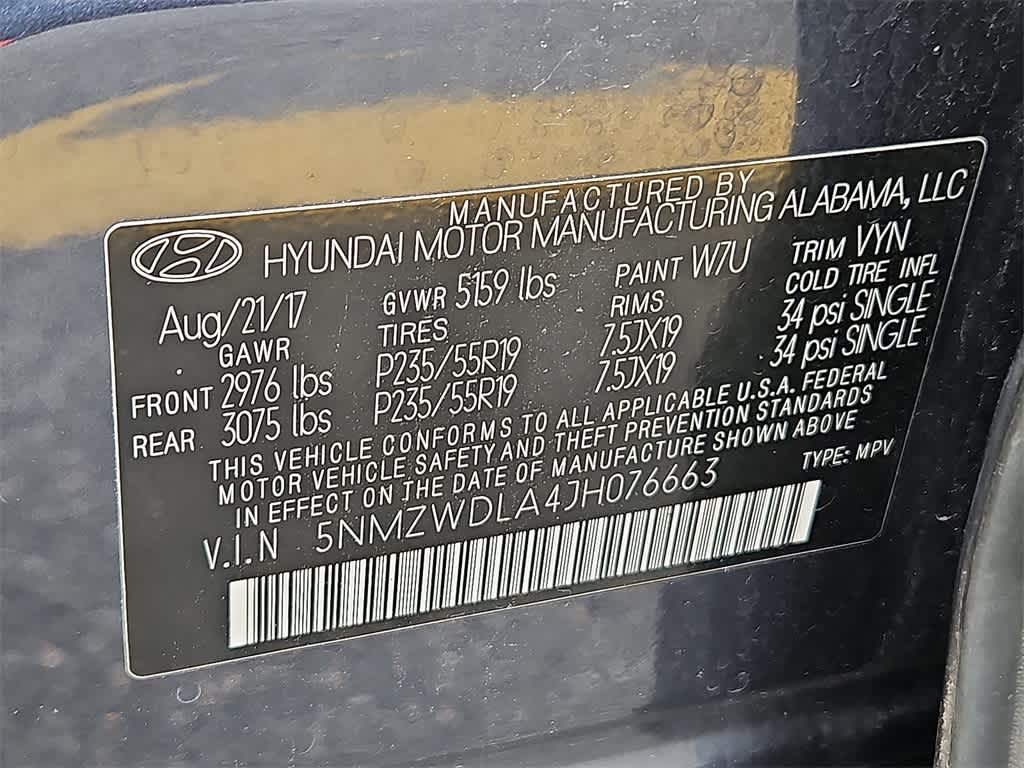 MANUFACTURED BY
HYUNDAI MOTOR MANUFACTURING ALABAMA, LLC
Aug/21/17 GVWR 5159 lbs PAINT W7U TRIM VYN
GAWR TIRES RIMS COLD TIRE INFL
FRONT 2976 lbs P235/55R19 7.5JX19 34 psi SINGLE
REAR 3075 lbs P235/55R19 7.5JX19 34 psi SINGLE
THIS VEHICLE CONFORMS TO ALL APPLICABLE U.S.A. FEDERAL
MOTOR VEHICLE SAFETY AND THEFT PREVENTION STANDARDS
IN EFFECT ON THE DATE OF MANUFACTURE SHOWN ABOVE
V.I.N 5NMZWDLA4JH076663 TYPE: MPV